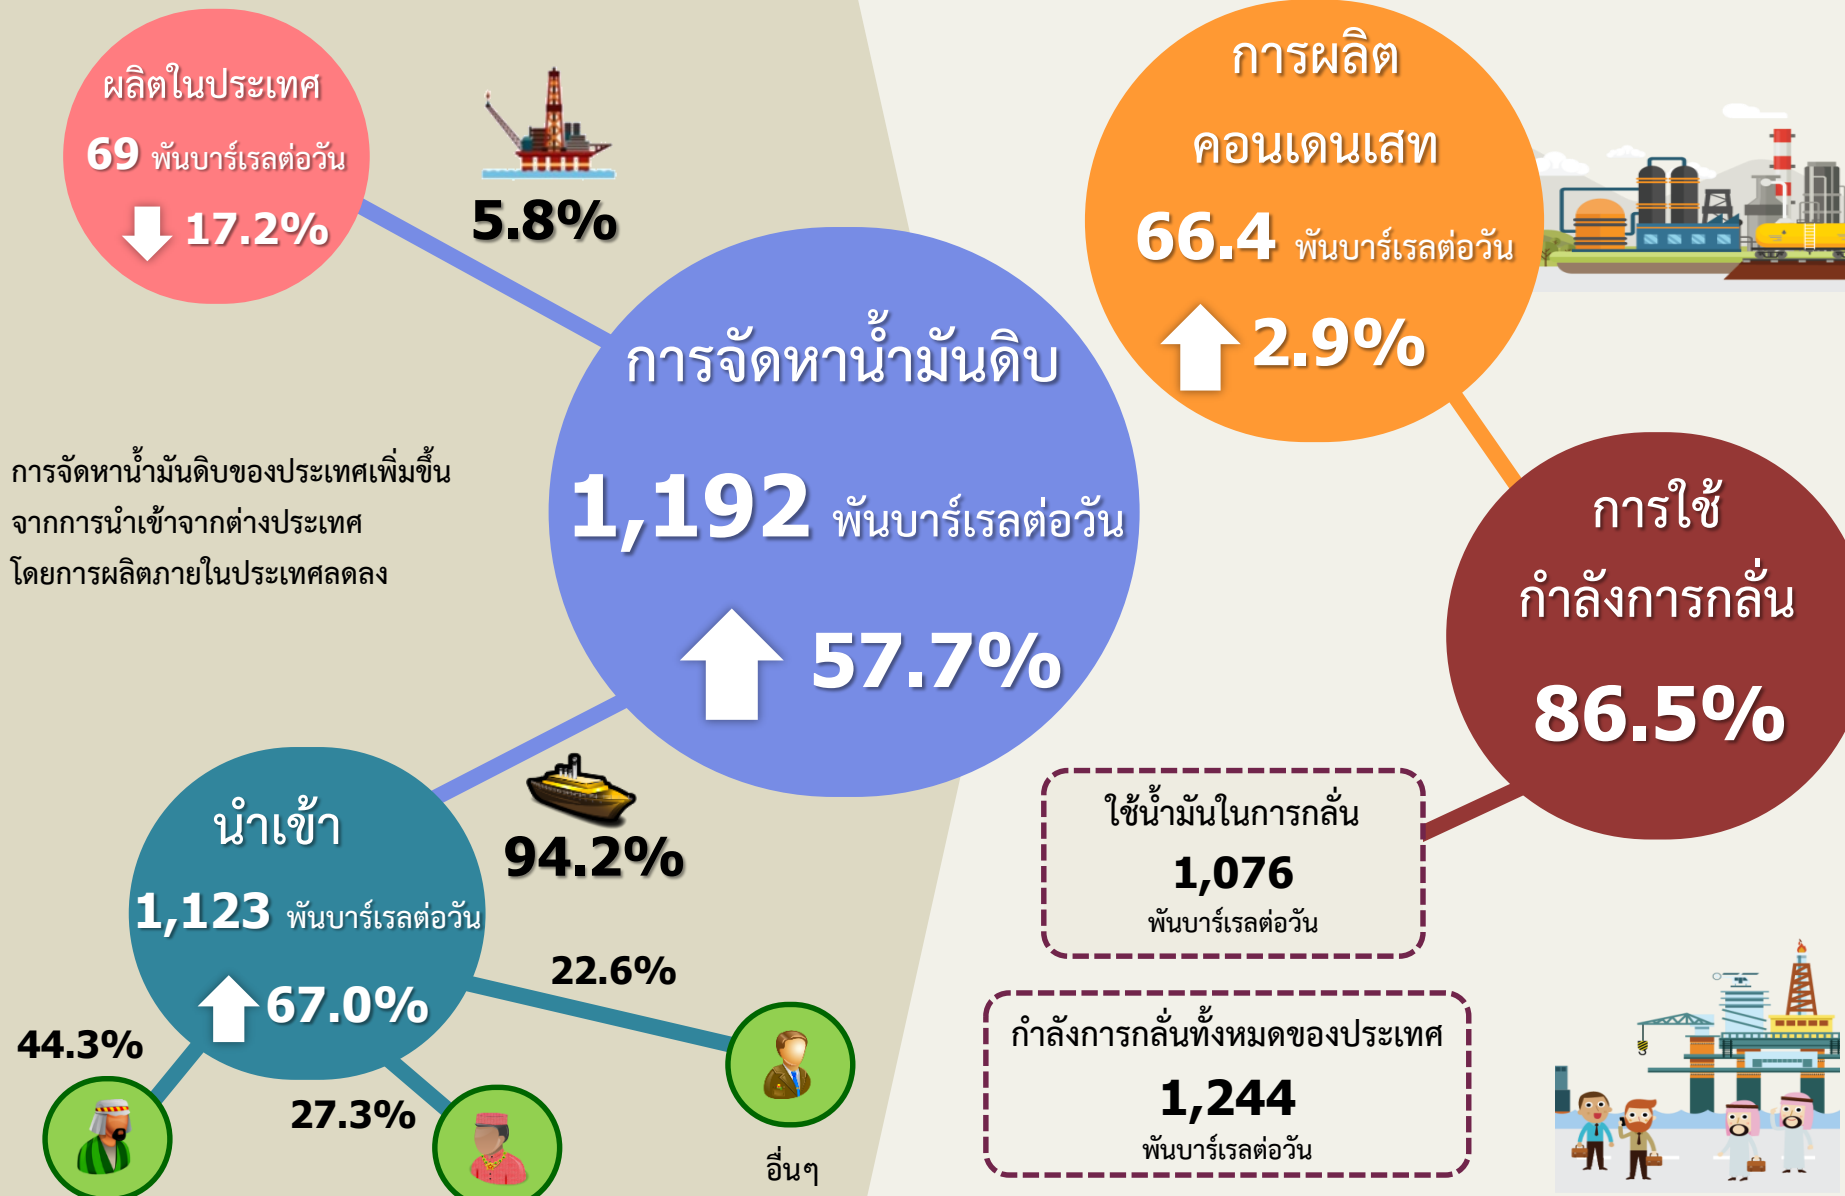 ผลิตในประเทศ
69 พันบาร์เรลต่อวัน
17.2%
5.8%
การจัดหาน้ำมันดิบ
1,192 พันบาร์เรลต่อวัน
57.7%
การจัดหาน้ำมันดิบของประเทศเพิ่มขึ้น
จากการนำเข้าจากต่างประเทศ
โดยการผลิตภายในประเทศลดลง
นำเข้า
1,123 พันบาร์เรลต่อวัน
67.0%
94.2%
44.3%
27.3%
22.6%
อื่นๆ
การผลิต
คอนเดนเสท
66.4 พันบาร์เรลต่อวัน
2.9%
การใช้
กำลังการกลั่น
86.5%
ใช้น้ำมันในการกลั่น
1,076
พันบาร์เรลต่อวัน
กำลังการกลั่นทั้งหมดของประเทศ
1,244
พันบาร์เรลต่อวัน